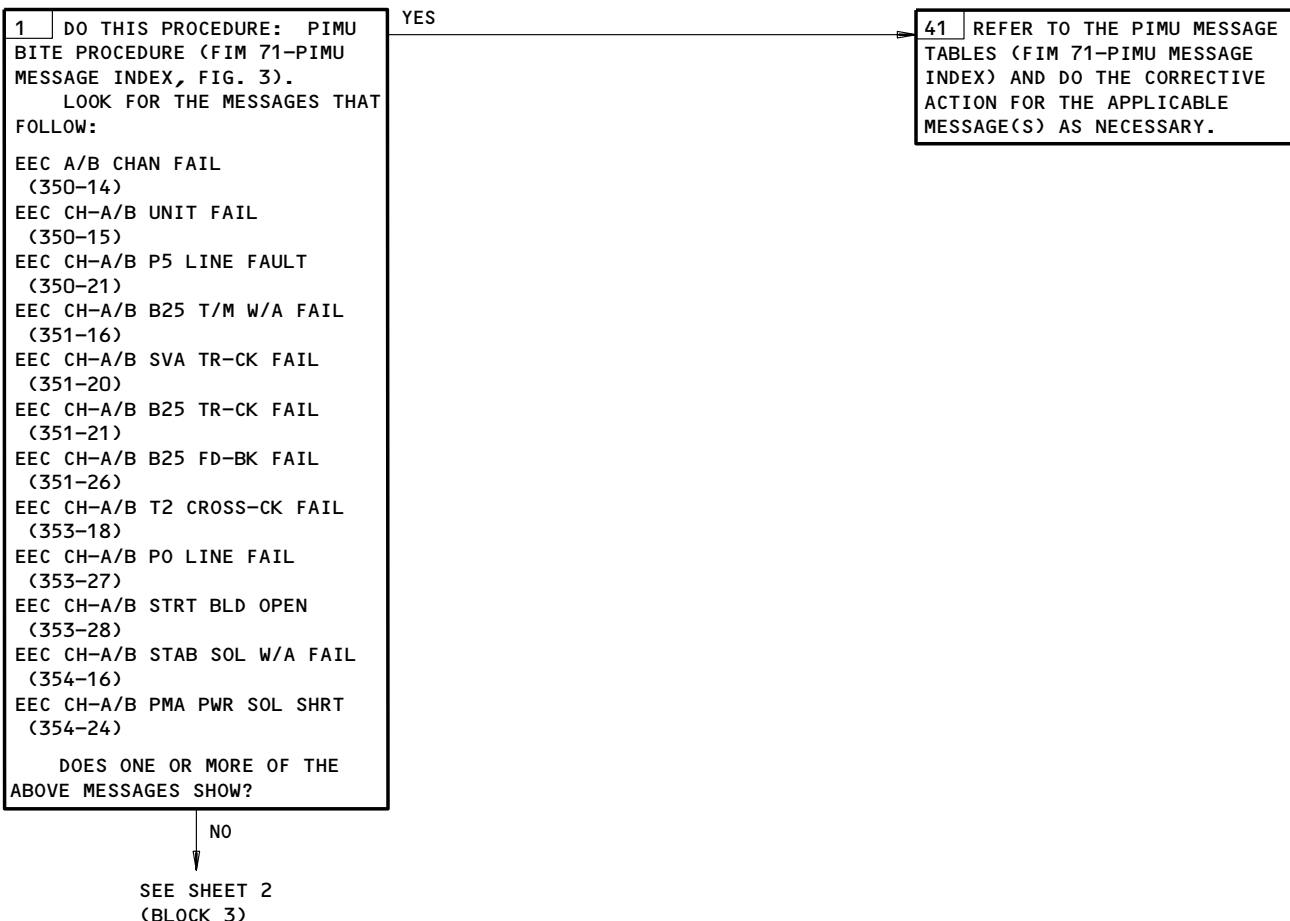 1 DO THIS PROCEDURE: PIMU
BITE PROCEDURE (FIM 71-PIMU
MESSAGE INDEX, FIG. 3).
LOOK FOR THE MESSAGES THAT
FOLLOW:
EEC A/B CHAN FAIL
(350-14)
EEC CH-A/B UNIT FAIL
(350-15)
EEC CH-A/B P5 LINE FAULT
(350-21)
EEC CH-A/B B25 T/M W/A FAIL
(351-16)
EEC CH-A/B SVA TR-CK FAIL
(351-20)
EEC CH-A/B B25 TR-CK FAIL
(351-21)
EEC CH-A/B B25 FD-BK FAIL
(351-26)
EEC CH-A/B T2 CROSS-CK FAIL
(353-18)
EEC CH-A/B PO LINE FAIL
(353-27)
EEC CH-A/B STRT BLD OPEN
(353-28)
EEC CH-A/B STAB SOL W/A FAIL
(354-16)
EEC CH-A/B PMA PWR SOL SHRT
(354-24)
DOES ONE OR MORE OF THE
ABOVE MESSAGES SHOW?
YES
41 REFER TO THE PIMU MESSAGE
TABLES (FIM 71-PIMU MESSAGE
INDEX) AND DO THE CORRECTIVE
ACTION FOR THE APPLICABLE
MESSAGE(S) AS NECESSARY.
NO
SEE SHEET 2
(BLOCK 3)